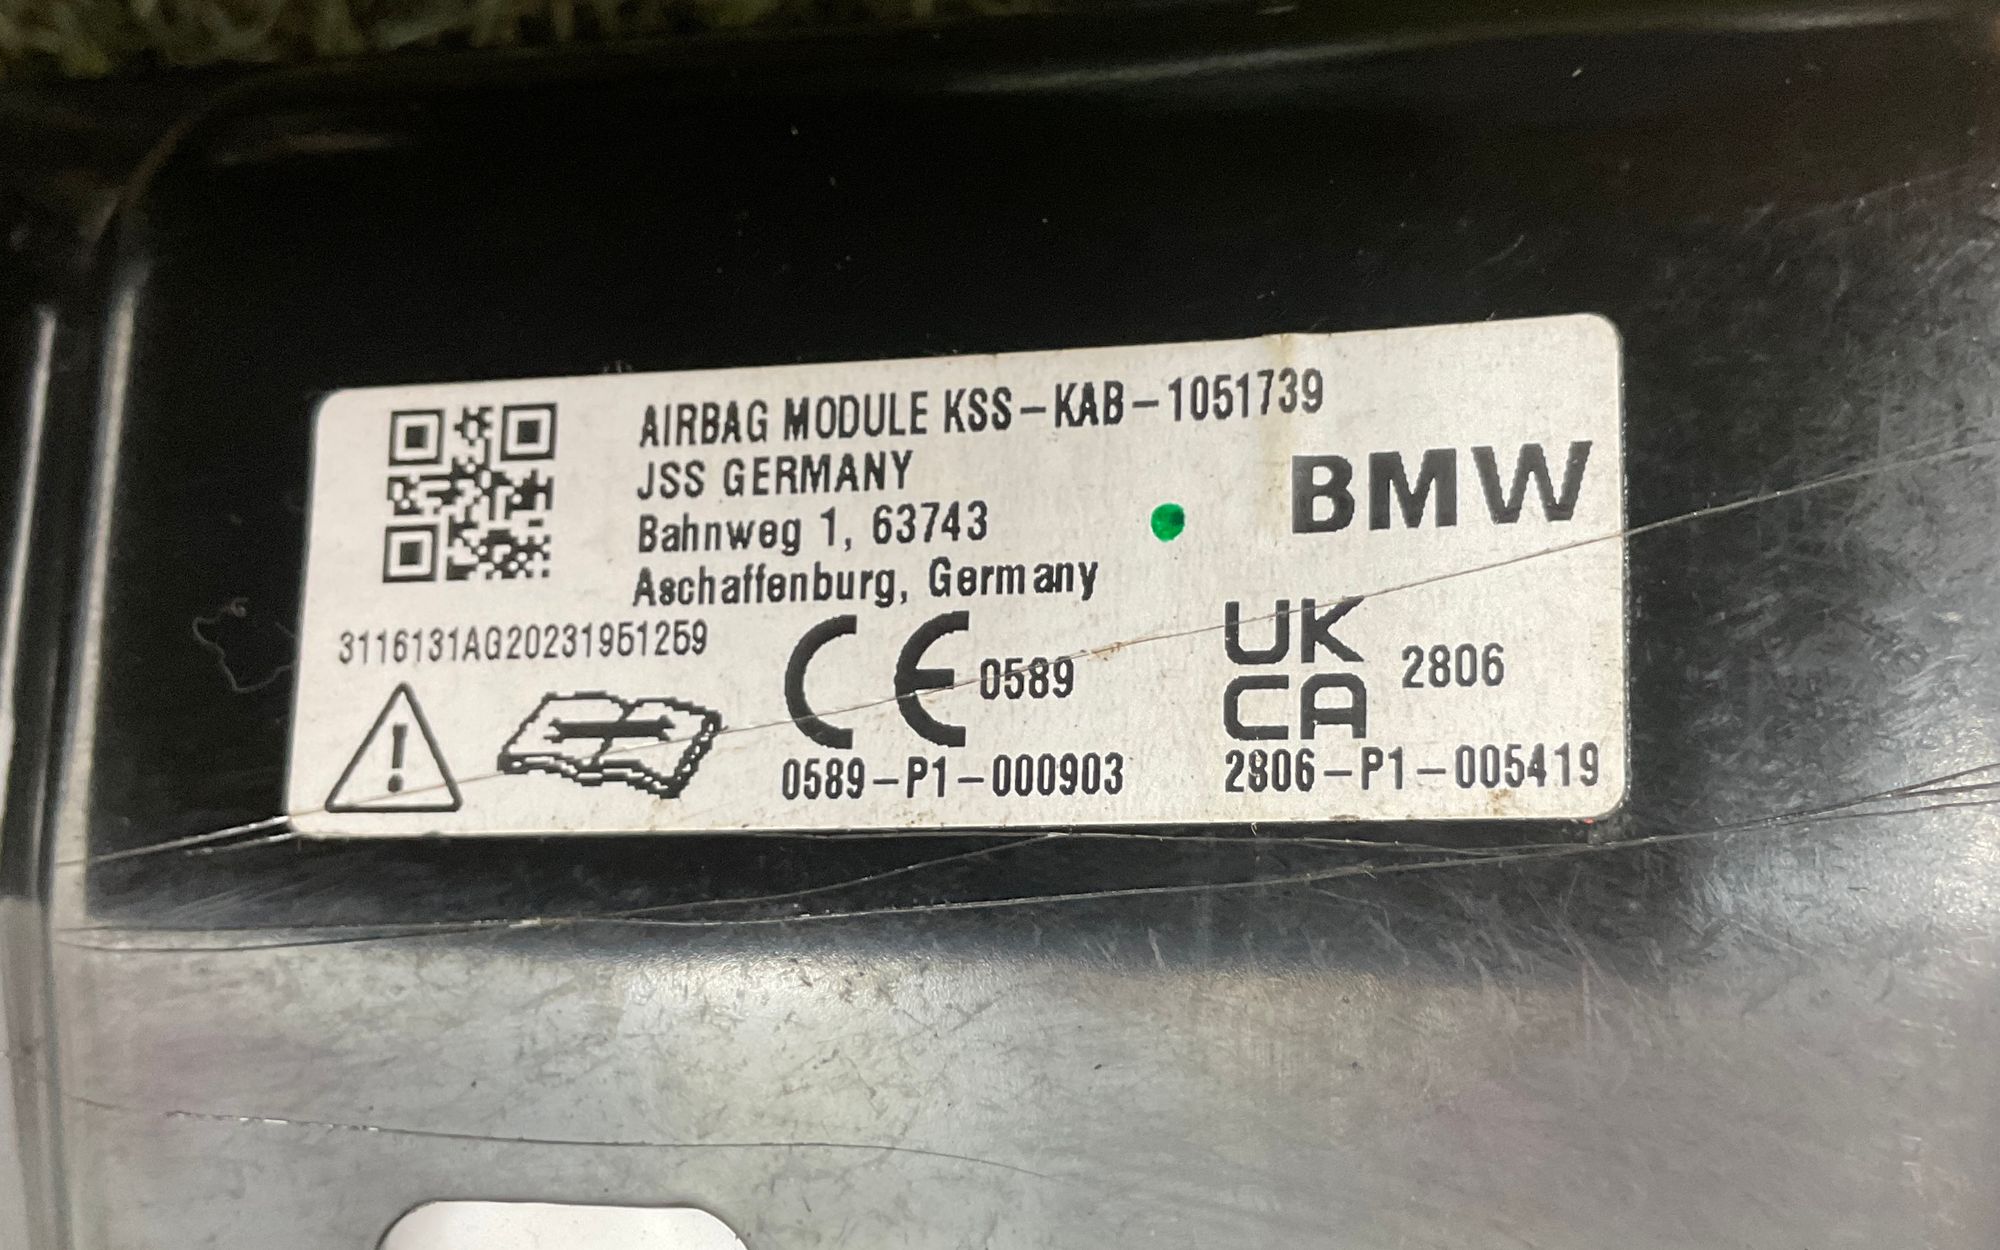 AIRBAG MODULE KSS-KAB-1051739
JSS GERMANY
Bahnweg 1, 63743
Aschaffenburg, Germany
BMW
3116131AG20231951259
CE 0589
0589-P1-000903
UK
CA 2806
2806-P1-005419